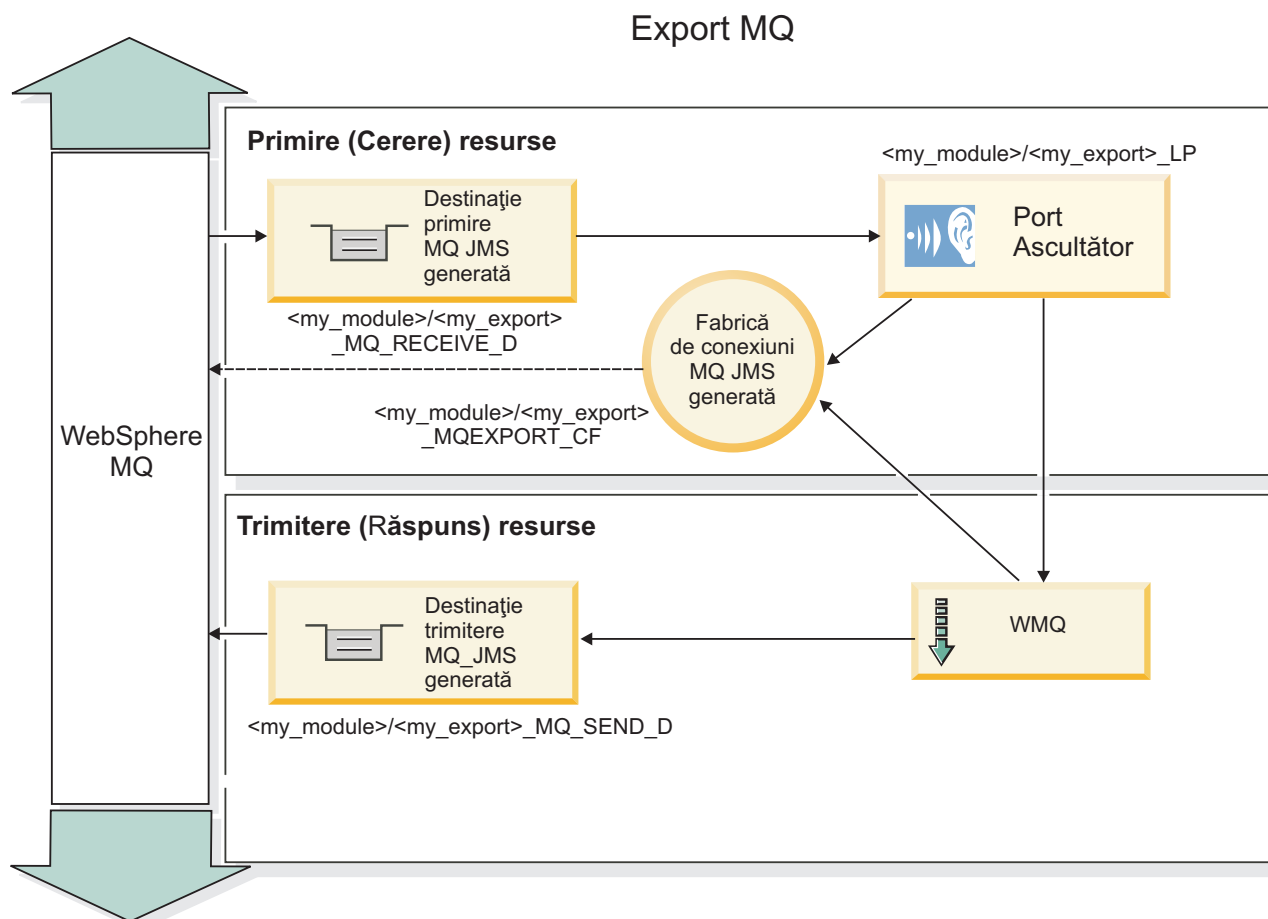 Export MQ
Primire (Cerere) resurse
<my_module>/<my_export>_LP
Destinaţie
primire
MQ JMS
generată
Port
Ascultător
<my_module>/<my_export>
_MQ_RECEIVE_D
Fabrică
de conexiuni
MQ JMS
generată
<my_module>/<my_export>
_MQEXPORT_CF
WebSphere
MQ
Trimitere (Răspuns) resurse
Destinaţie
trimitere
MQ_JMS
generată
WMQ
<my_module>/<my_export>_MQ_SEND_D